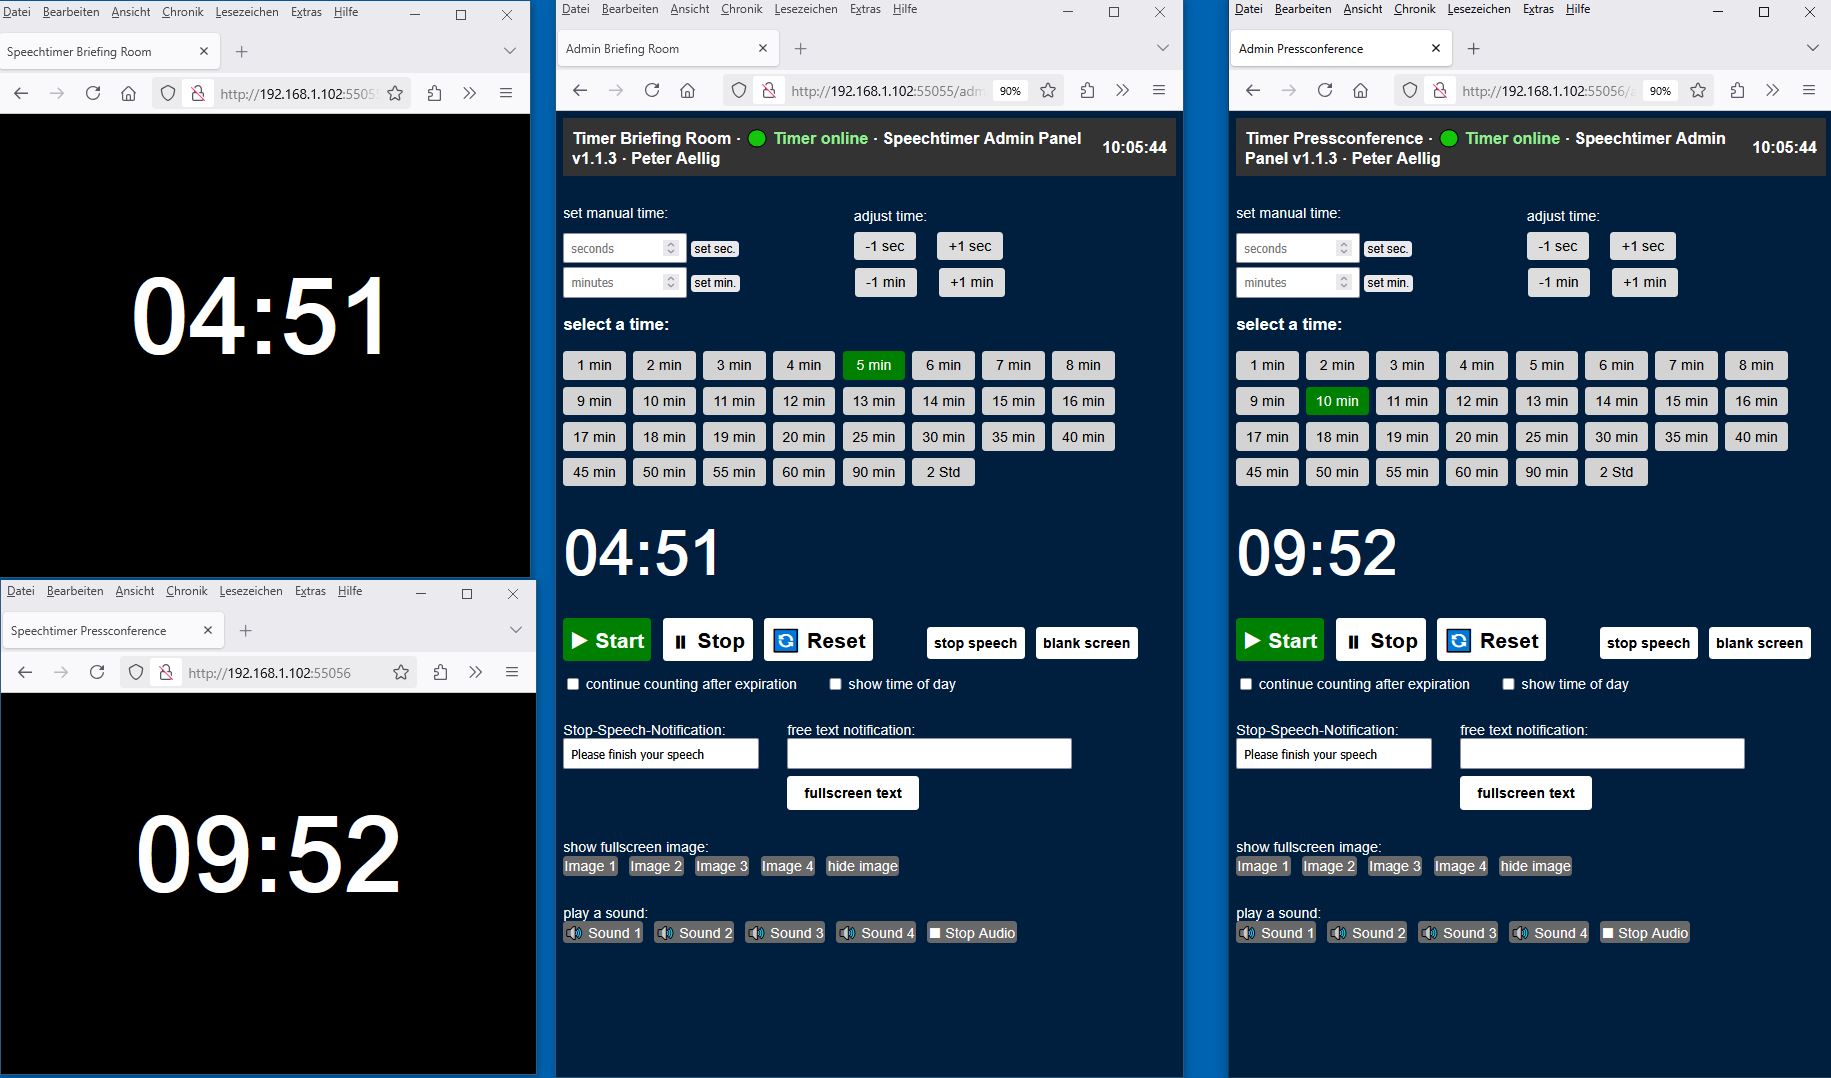 Datei Bearbeiten Ansicht Chronik Lesezeichen Extras Hilfe
Speechtimer Briefing Room
http://192.168.1.102:5505
04:51
Datei Bearbeiten Ansicht Chronik Lesezeichen Extras Hilfe
Speechtimer Pressconference
http://192.168.1.102:55056
09:52
Datei Bearbeiten Ansicht Chronik Lesezeichen Extras Hilfe
Admin Briefing Room
http://192.168.1.102:55055/adm 90%
Timer Briefing Room · Timer online · Speechtimer Admin Panel
v1.1.3 · Peter Aellig
10:05:44
set manual time: adjust time:
seconds set sec. -1 sec +1 sec
minutes set min. -1 min +1 min
select a time:
1 min 2 min 3 min 4 min 5 min 6 min 7 min 8 min
9 min 10 min 11 min 12 min 13 min 14 min 15 min 16 min
17 min 18 min 19 min 20 min 25 min 30 min 35 min 40 min
45 min 50 min 55 min 60 min 90 min 2 Std
04:51
Start Stop Reset stop speech blank screen
continue counting after expiration show time of day
Stop-Speech-Notification: free text notification:
Please finish your speech
fullscreen text
show fullscreen image:
Image 1 Image 2 Image 3 Image 4 hide image
play a sound:
Sound 1 Sound 2 Sound 3 Sound 4 Stop Audio
Datei Bearbeiten Ansicht Chronik Lesezeichen Extras Hilfe
Admin Pressconference
http://192.168.1.102:55056/ 90%
Timer Pressconference · Timer online · Speechtimer Admin
Panel v1.1.3 · Peter Aellig
10:05:44
set manual time: adjust time:
seconds set sec. -1 sec +1 sec
minutes set min. -1 min +1 min
select a time:
1 min 2 min 3 min 4 min 5 min 6 min 7 min 8 min
9 min 10 min 11 min 12 min 13 min 14 min 15 min 16 min
17 min 18 min 19 min 20 min 25 min 30 min 35 min 40 min
45 min 50 min 55 min 60 min 90 min 2 Std
09:52
Start Stop Reset stop speech blank screen
continue counting after expiration show time of day
Stop-Speech-Notification: free text notification:
Please finish your speech
fullscreen text
show fullscreen image:
Image 1 Image 2 Image 3 Image 4 hide image
play a sound:
Sound 1 Sound 2 Sound 3 Sound 4 Stop Audio